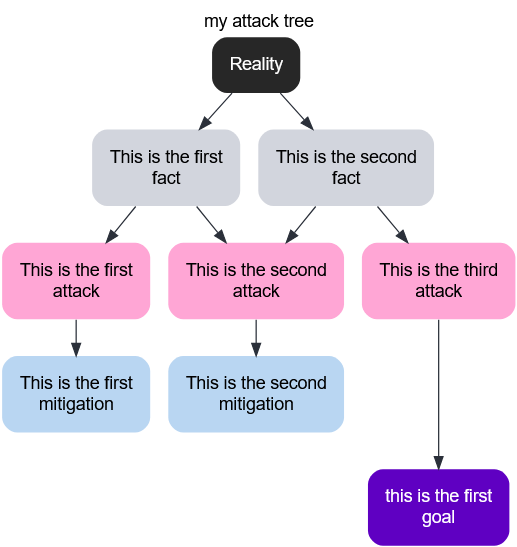 my attack tree
Reality
This is the first
fact
This is the second
fact
This is the first
attack
This is the second
attack
This is the third
attack
This is the first
mitigation
This is the second
mitigation
this is the first
goal